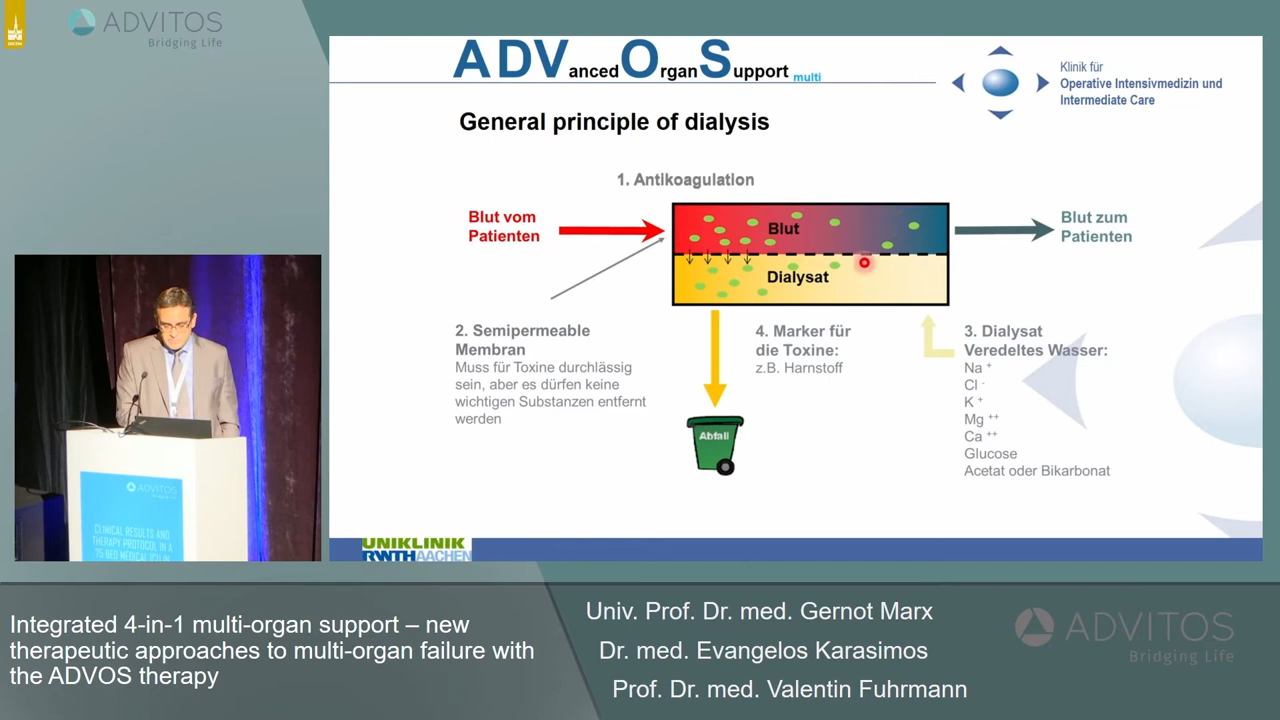 ADVITOS
Bridging Life
ADVanced Organ Support multi
Klinik für
Operative Intensivmedizin und
Intermediate Care
General principle of dialysis
1. Antikoagulation
Blut vom
Patienten
Blut
Dialysat
Blut zum
Patienten
2. Semipermeable
Membran
Muss für Toxine durchlässig
sein, aber es dürfen keine
wichtigen Substanzen entfernt
werden
4. Marker für
die Toxine:
z.B. Harnstoff
3. Dialysat
Veredeltes Wasser:
Na +
Cl -
K +
Mg ++
Ca ++
Glucose
Acetat oder Bikarbonat
Abfall
UNIKLINIK
RWTHAACHEN
ADVITOS
CLINICAL RESULTS AND
THERAPY PROTOCOL IN A
75 BED MEDICAL ICU IN
Integrated 4-in-1 multi-organ support – new
therapeutic approaches to multi-organ failure with
the ADVOS therapy
Univ. Prof. Dr. med. Gernot Marx
Dr. med. Evangelos Karasimos
Prof. Dr. med. Valentin Fuhrmann
ADVITOS
Bridging Life